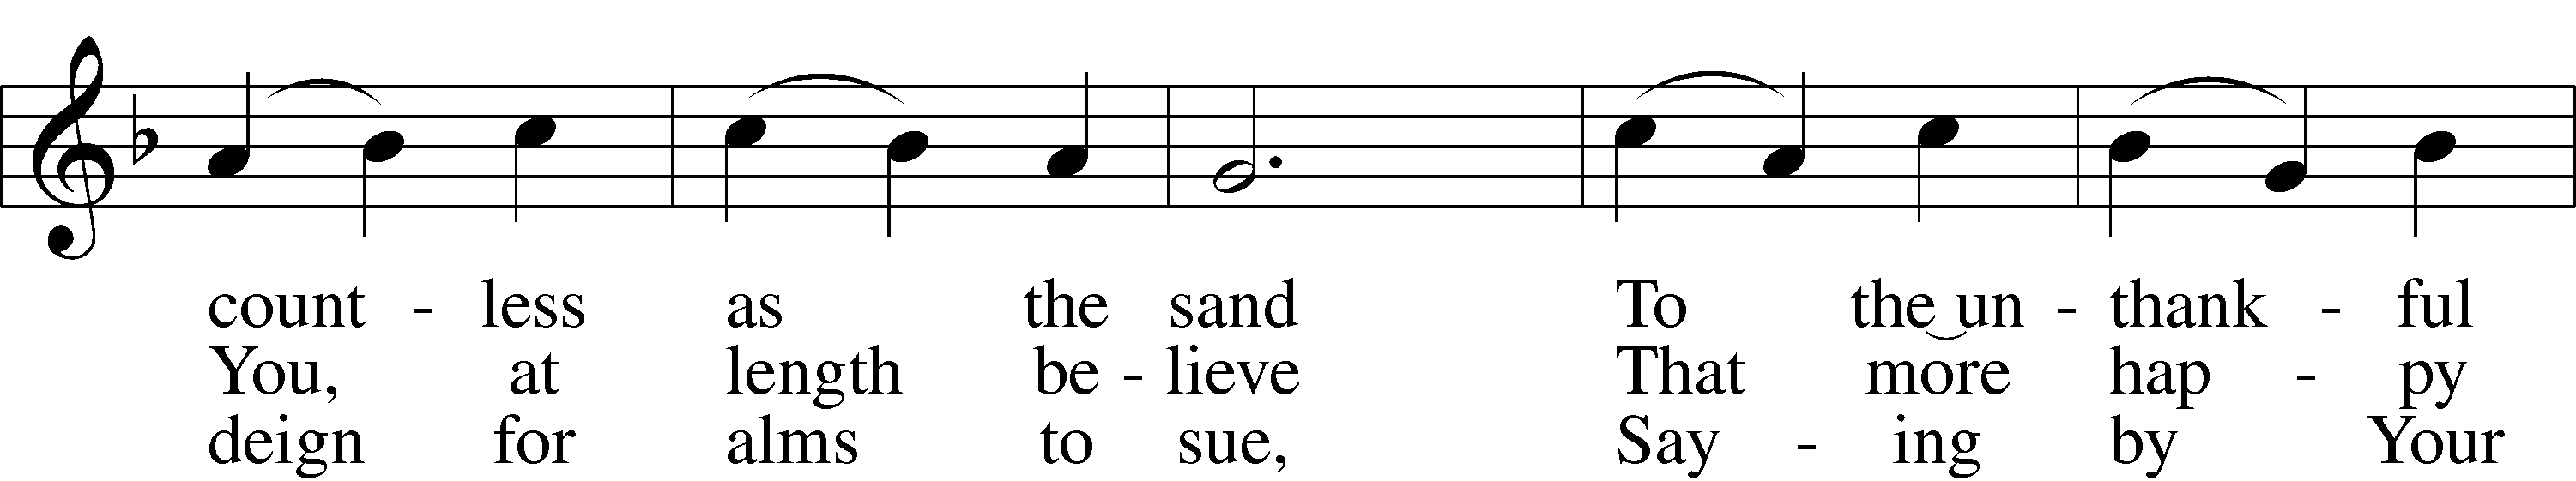 count - less as the sand To the un - thank - ful
You, at length be - lieve That more hap - py
deign for alms to sue, Say - ing by Your